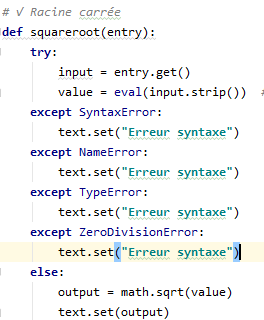 # √ Racine carrée
def squareroot(entry):
    try:
        input = entry.get()
        value = eval(input.strip())  #
    except SyntaxError:
        text.set("Erreur syntaxe")
    except NameError:
        text.set("Erreur syntaxe")
    except TypeError:
        text.set("Erreur syntaxe")
    except ZeroDivisionError:
        text.set("Erreur syntaxe")
    else:
        output = math.sqrt(value)
        text.set(output)